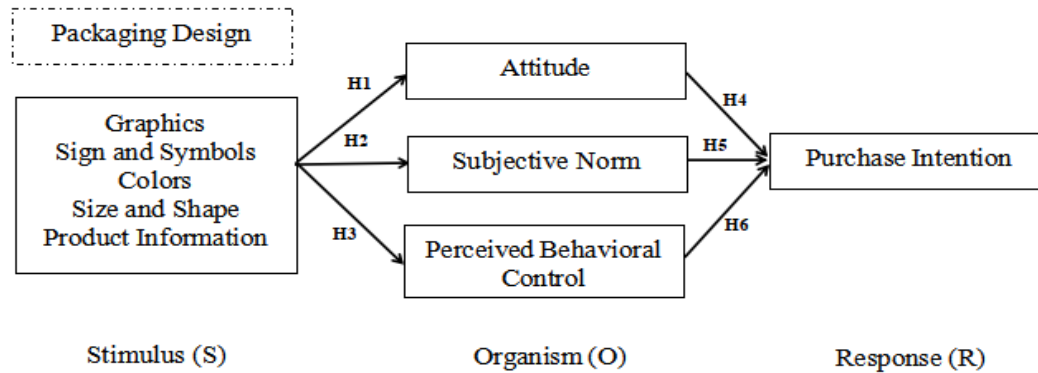 Packaging Design
Graphics
Sign and Symbols
Colors
Size and Shape
Product Information
H1
H2
H3
Attitude
Subjective Norm
Perceived Behavioral
Control
H4
H5
H6
Purchase Intention
Stimulus (S)
Organism (O)
Response (R)